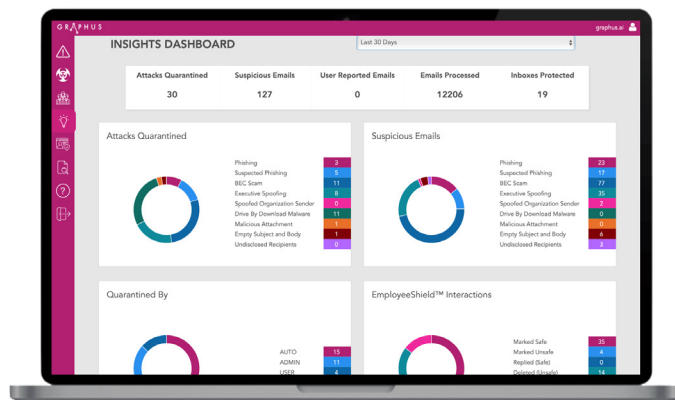 GRAPHUS
graphus.ai
INSIGHTS DASHBOARD
Last 30 Days
Attacks Quarantined Suspicious Emails User Reported Emails Emails Processed Inboxes Protected
30 127 0 12206 19
Attacks Quarantined
Phishing 3
Suspected Phishing 5
BEC Scam 11
Executive Spoofing 8
Spoofed Organization Sender 0
Drive By Download Malware 11
Malicious Attachment 1
Empty Subject and Body 1
Undisclosed Recipients 0
Suspicious Emails
Phishing 23
Suspected Phishing 17
BEC Scam 77
Executive Spoofing 35
Spoofed Organization Sender 2
Drive By Download Malware 0
Malicious Attachment 0
Empty Subject and Body 6
Undisclosed Recipients 3
Quarantined By
AUTO 15
ADMIN 11
USER 4
EmployeeShield™ Interactions
Marked Safe 35
Marked Unsafe 4
Replied (Safe) 0
Deleted (Unsafe) 14